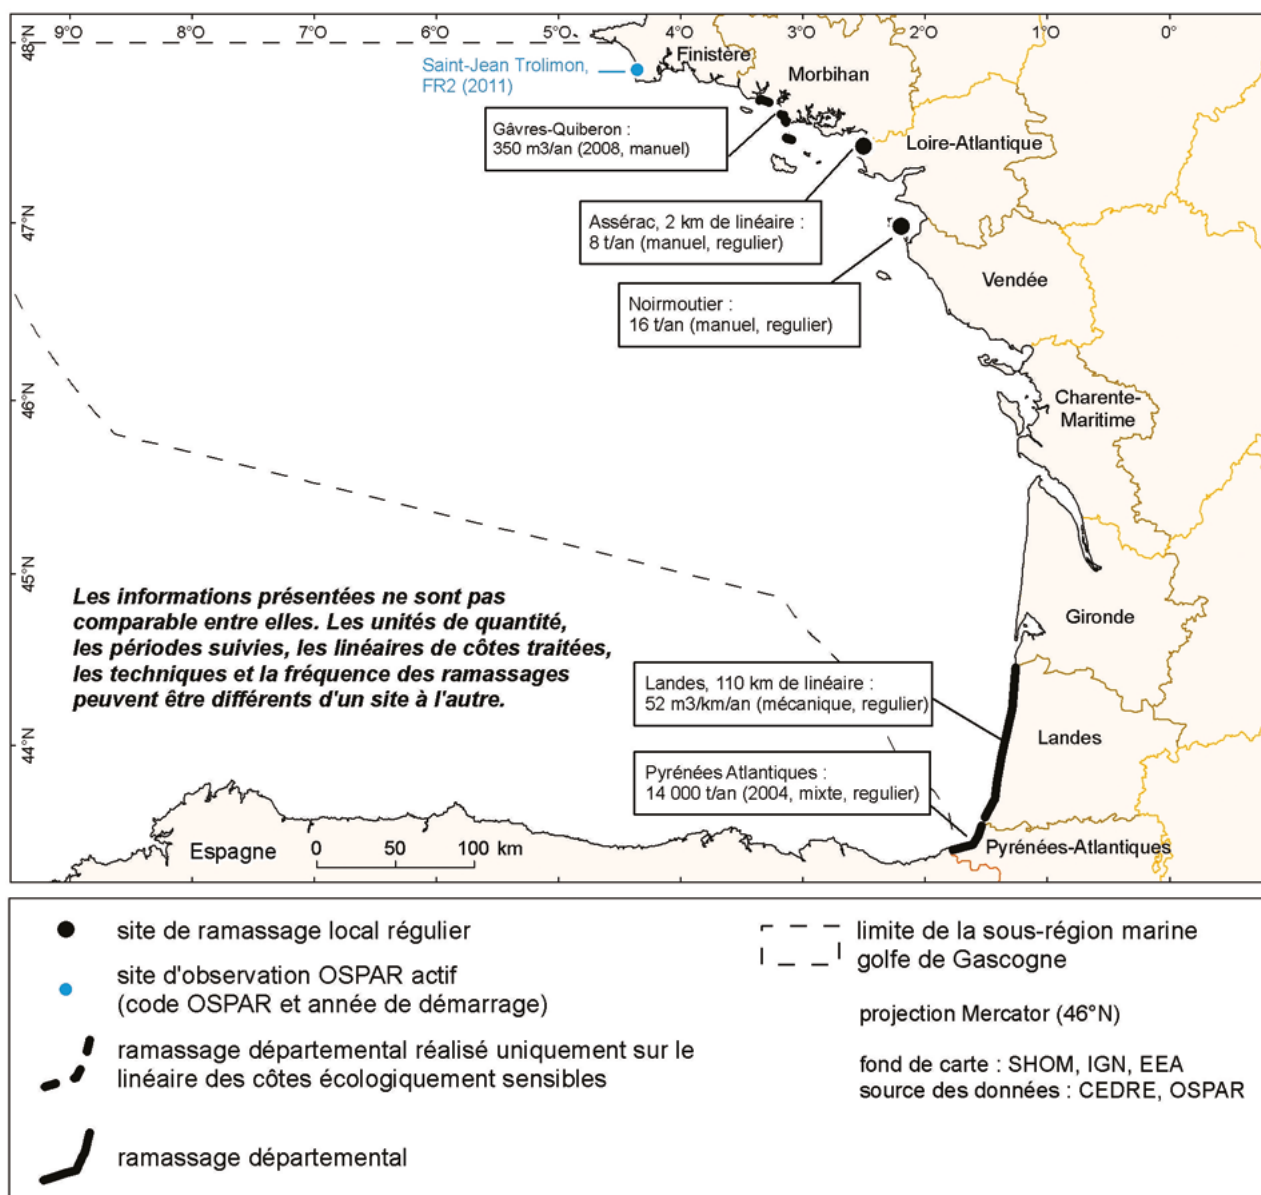 9°O 8°O 7°O 6°O 5°O 4°O 3°O 2°O 1°O 0°
48°N
47°N
46°N
45°N
44°N
Finistère
Saint-Jean Trolimon,
FR2 (2011)
Morbihan
Gâvres-Quiberon :
350 m3/an (2008, manuel)
Loire-Atlantique
Assérac, 2 km de linéaire :
8 t/an (manuel, regulier)
Vendée
Noirmoutier :
16 t/an (manuel, regulier)
Charente-
Maritime
Gironde
Les informations présentées ne sont pas
comparable entre elles. Les unités de quantité,
les périodes suivies, les linéaires de côtes traitées,
les techniques et la fréquence des ramassages
peuvent être différents d'un site à l'autre.
Landes, 110 km de linéaire :
52 m3/km/an (mécanique, regulier)
Landes
Pyrénées Atlantiques :
14 000 t/an (2004, mixte, regulier)
Pyrénées-Atlantiques
Espagne
0 50 100 km
site de ramassage local régulier
site d'observation OSPAR actif
(code OSPAR et année de démarrage)
ramassage départemental réalisé uniquement sur le
linéaire des côtes écologiquement sensibles
ramassage départemental
limite de la sous-région marine
golfe de Gascogne
projection Mercator (46°N)
fond de carte : SHOM, IGN, EEA
source des données : CEDRE, OSPAR